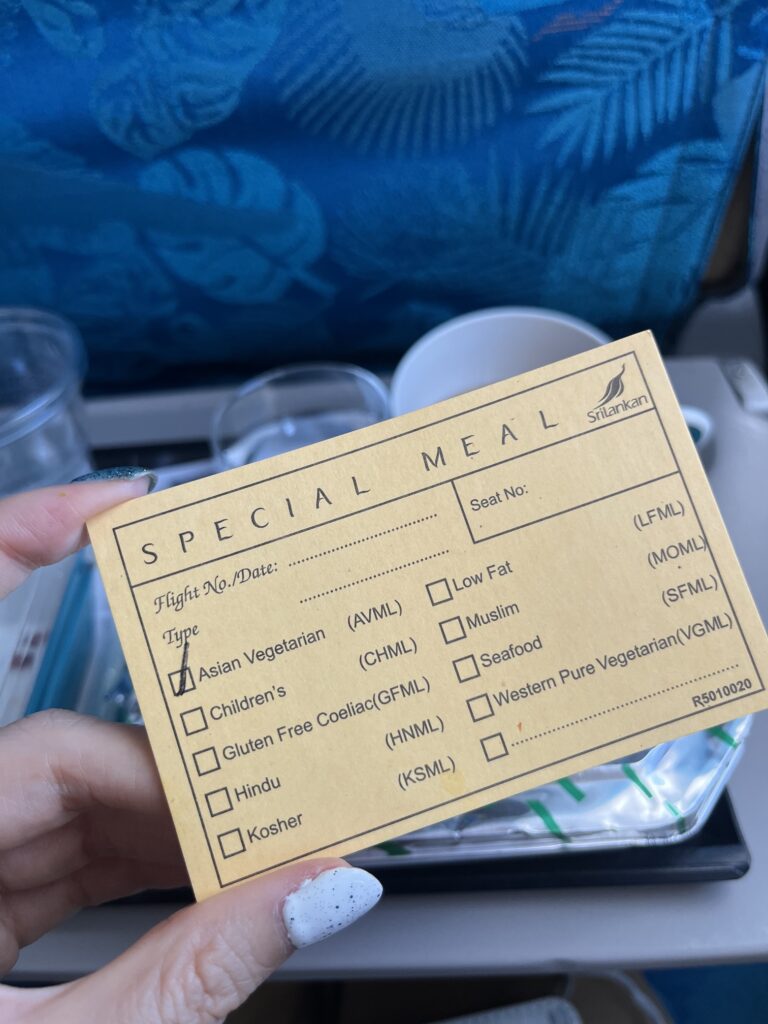 SPECIAL MEAL
SriLankan
Flight No./Date:
Seat No:
Type
Asian Vegetarian (AVML)
Children's (CHML)
Gluten Free Coeliac(GFML)
Hindu (HNML)
Kosher (KSML)
Low Fat (LFML)
Muslim (MOML)
Seafood (SFML)
Western Pure Vegetarian(VGML)
R5010020